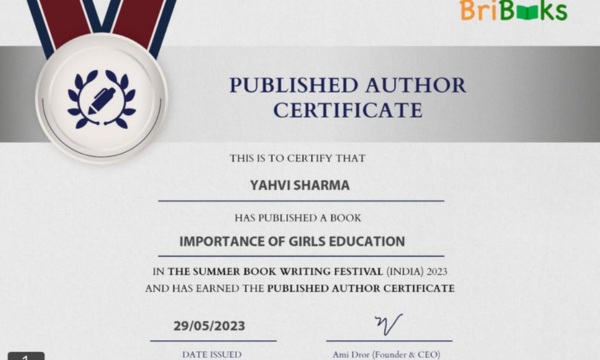 BriBooks
PUBLISHED AUTHOR
CERTIFICATE
THIS IS TO CERTIFY THAT
YAHVI SHARMA
HAS PUBLISHED A BOOK
IMPORTANCE OF GIRLS EDUCATION
IN THE SUMMER BOOK WRITING FESTIVAL (INDIA) 2023
AND HAS EARNED THE PUBLISHED AUTHOR CERTIFICATE
29/05/2023
DATE ISSUED
Ami Dror (Founder & CEO)